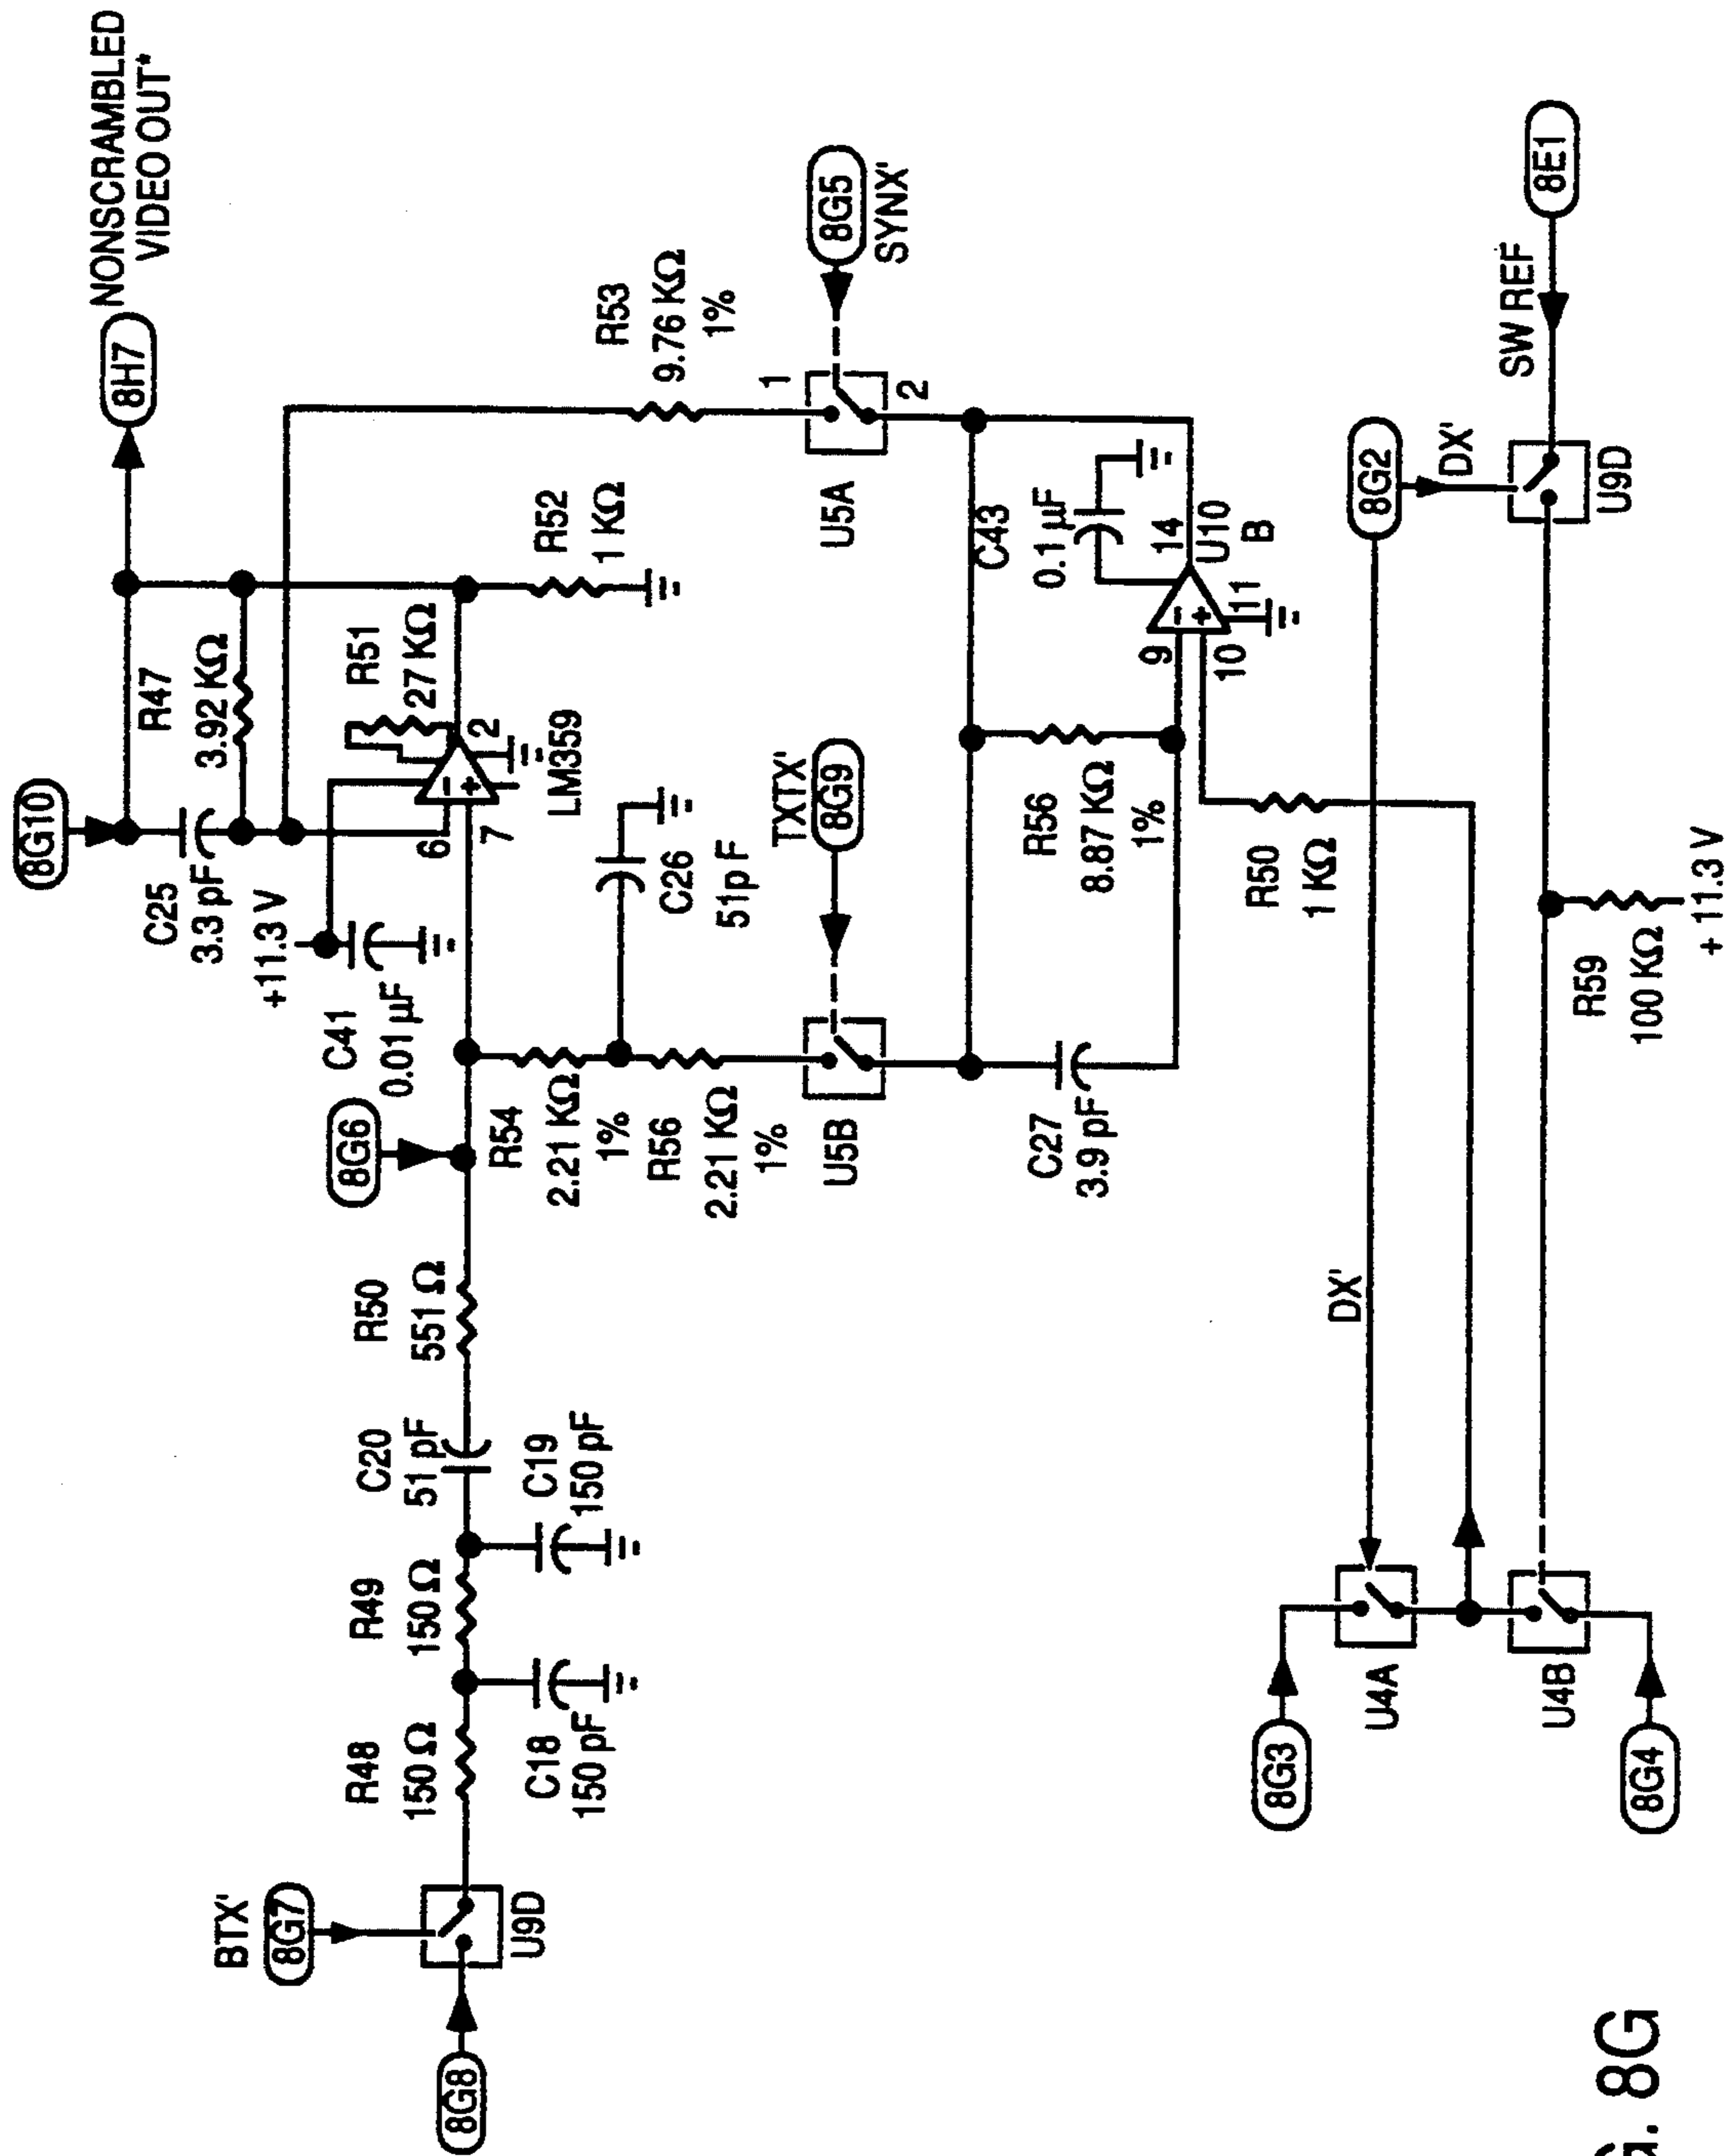 NONSCRAMBLED
VIDEO OUT*
8H7
8G10
C25
3.3 pF
R47
3.92 KΩ
+11.3 V
C41
0.01 µF
R51
27 KΩ
6
7
2
LM359
R52
1 KΩ
R53
9.76 KΩ
1%
1
2
U5A
8G5
SYNX'
BTX'
8G7
8G8
U9D
R48
150 Ω
C18
150 pF
R49
150 Ω
C19
150 pF
C20
51 pF
R50
551 Ω
8G6
R54
2.21 KΩ
1%
C26
51p F
R56
2.21 KΩ
1%
TXTX'
8G9
U5B
C27
3.9 pF
R56
8.87 KΩ
1%
C43
0.1 µF
9
10
14
11
U10
B
R50
1 KΩ
8G2
DX'
DX'
8G3
U4A
U4B
8G4
R59
100 KΩ
+ 11.3 V
U9D
SW REF
8E1
G. 8G